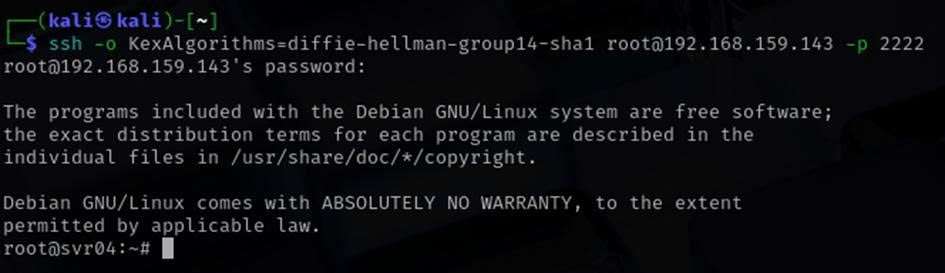 ┌──(kali㉿kali)-[~]
└─$ ssh -o KexAlgorithms=diffie-hellman-group14-sha1 root@192.168.159.143 -p 2222
root@192.168.159.143's password:

The programs included with the Debian GNU/Linux system are free software;
the exact distribution terms for each program are described in the
individual files in /usr/share/doc/*/copyright.

Debian GNU/Linux comes with ABSOLUTELY NO WARRANTY, to the extent
permitted by applicable law.
root@svr04:~#